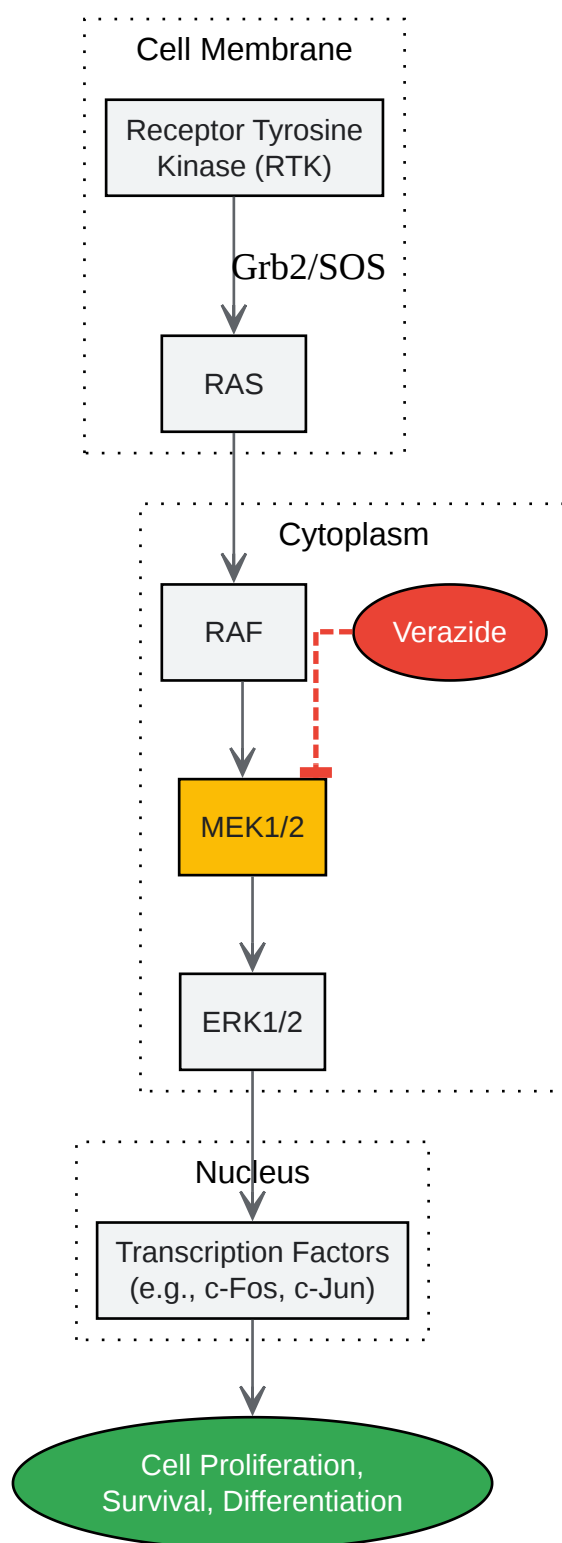 Cell Membrane
Receptor Tyrosine
Kinase (RTK)
Grb2/SOS
RAS
Cytoplasm
RAF
Verazide
MEK1/2
ERK1/2
Nucleus
Transcription Factors
(e.g., c-Fos, c-Jun)
Cell Proliferation,
Survival, Differentiation